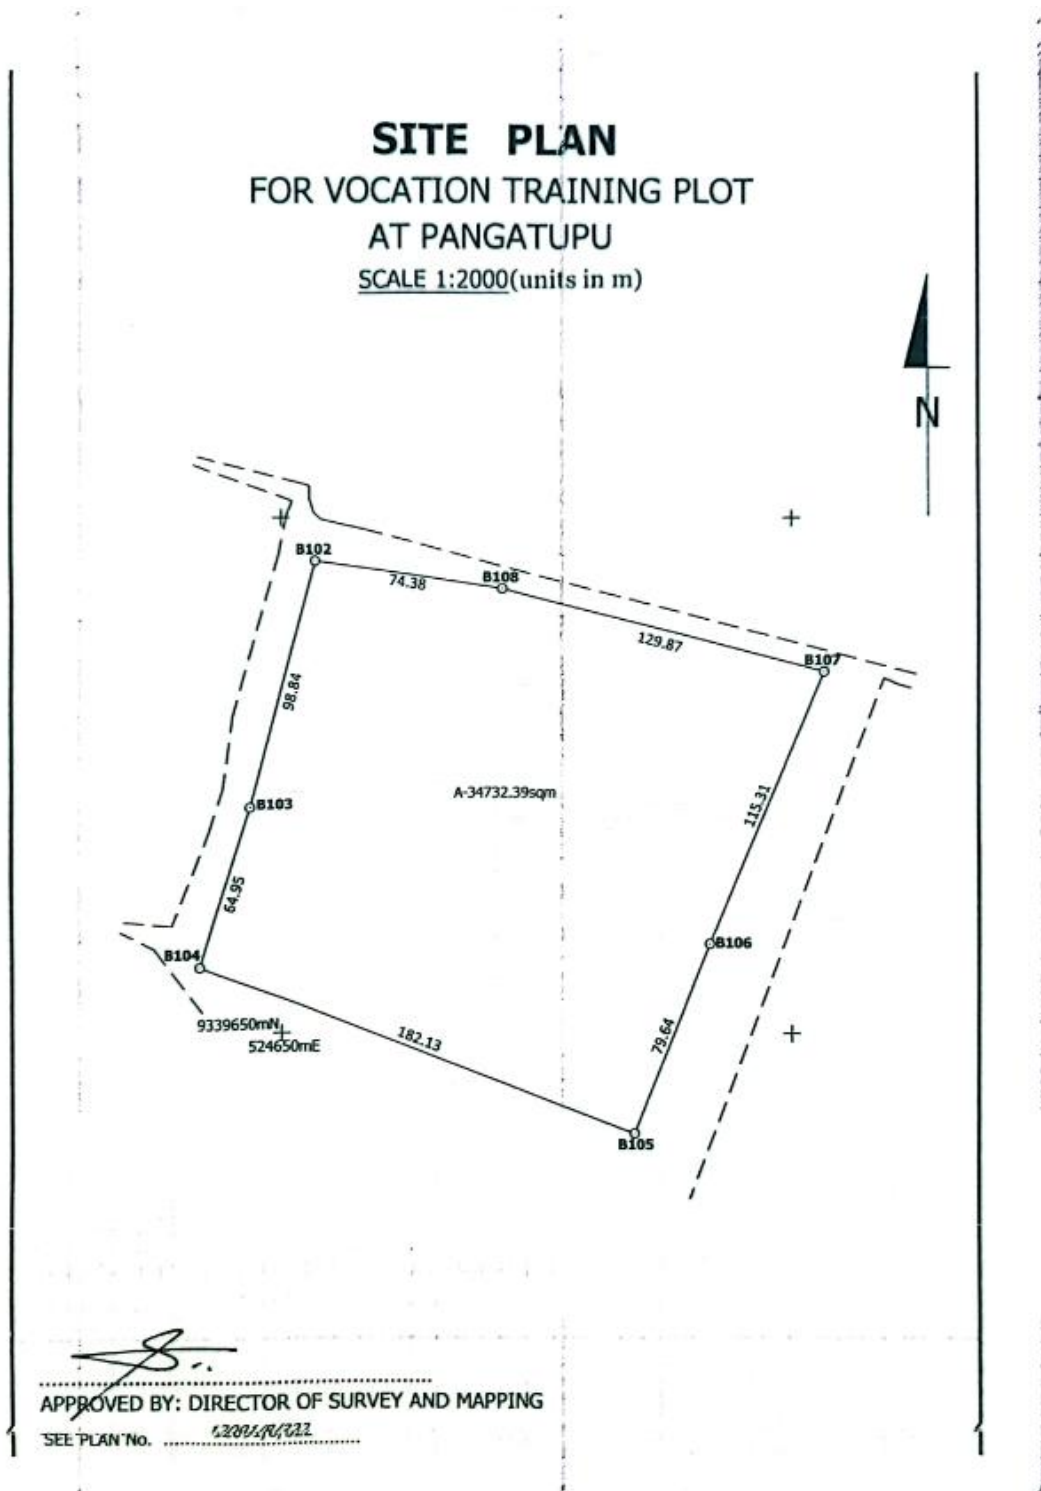 SITE PLAN
FOR VOCATION TRAINING PLOT
AT PANGATUPU
SCALE 1:2000(units in m)
N
B102
74.38
B108
129.87
B107
98.84
B103
A-34732.39sqm
115.31
64.95
B106
B104
9339650mN
524650mE
182.13
79.64
B105
APPROVED BY: DIRECTOR OF SURVEY AND MAPPING
SEE PLAN No.